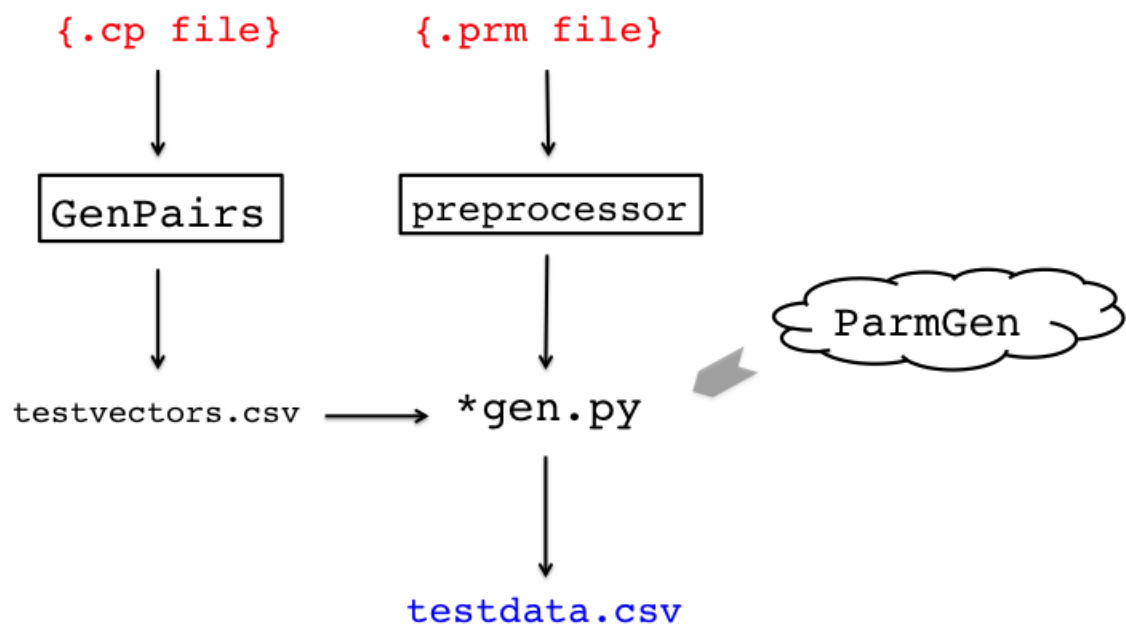 {.cp file}
{.prm file}
GenPairs
preprocessor
ParmGen
testvectors.csv
*gen.py
testdata.csv